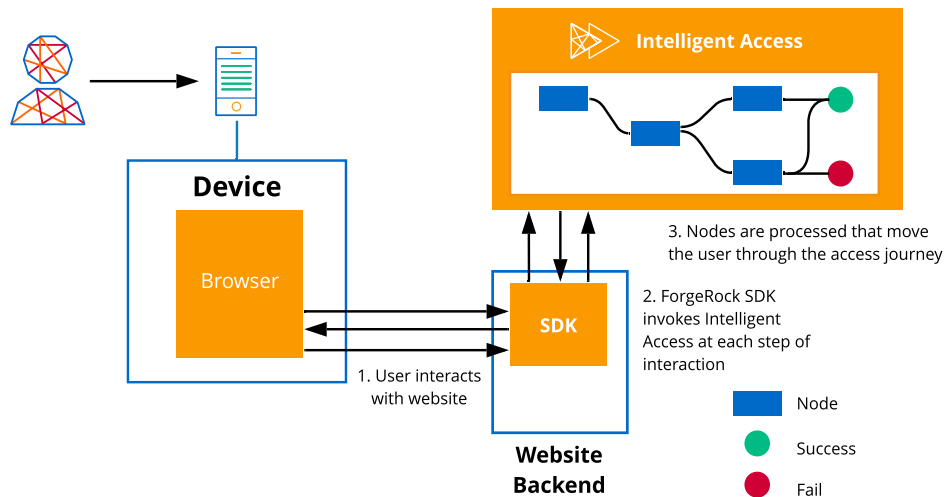 Intelligent Access
Device
Browser
3. Nodes are processed that move
the user through the access journey
SDK
2. ForgeRock SDK
invokes Intelligent
Access at each step of
interaction
1. User interacts
with website
Website
Backend
Node
Success
Fail